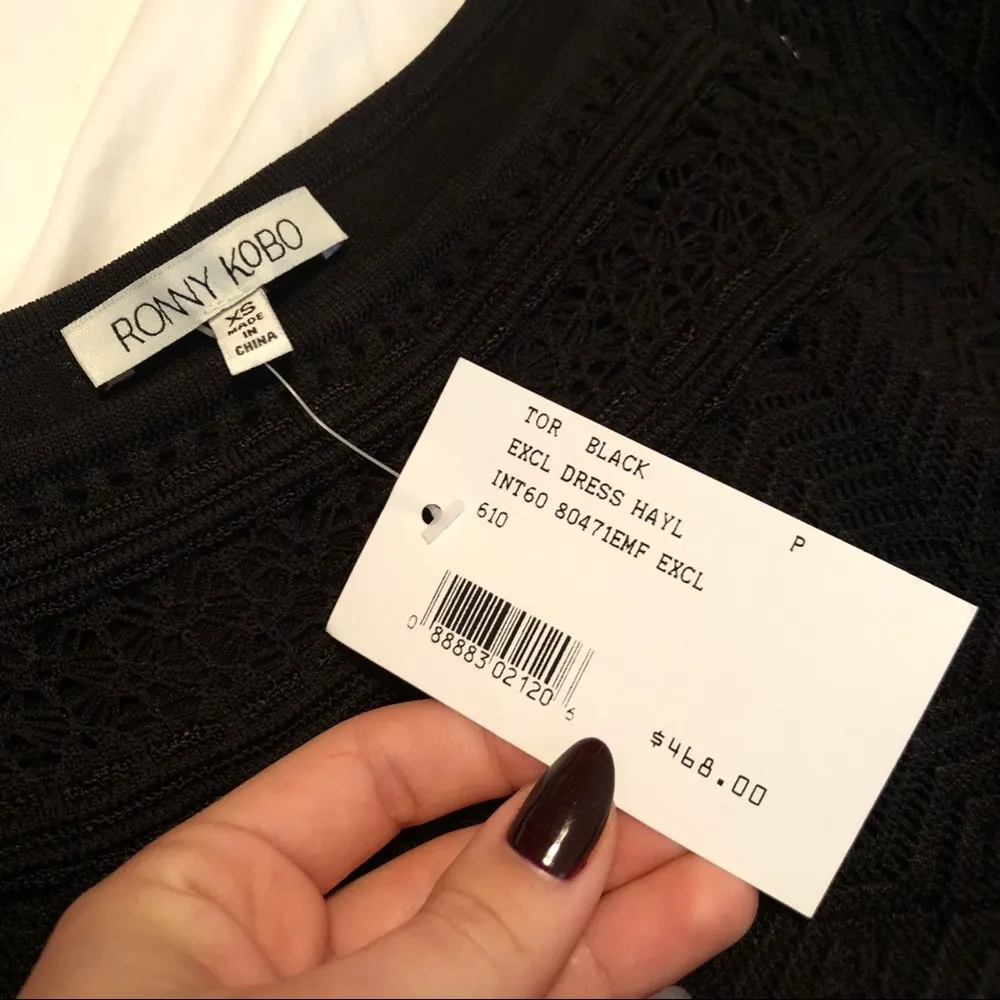 RONNY KOBO
XS
MADE
IN
CHINA
TOR BLACK
EXCL DRESS HAYL
INT60 80471EMF EXCL
610
P
0 88883 02120 6
$468.00